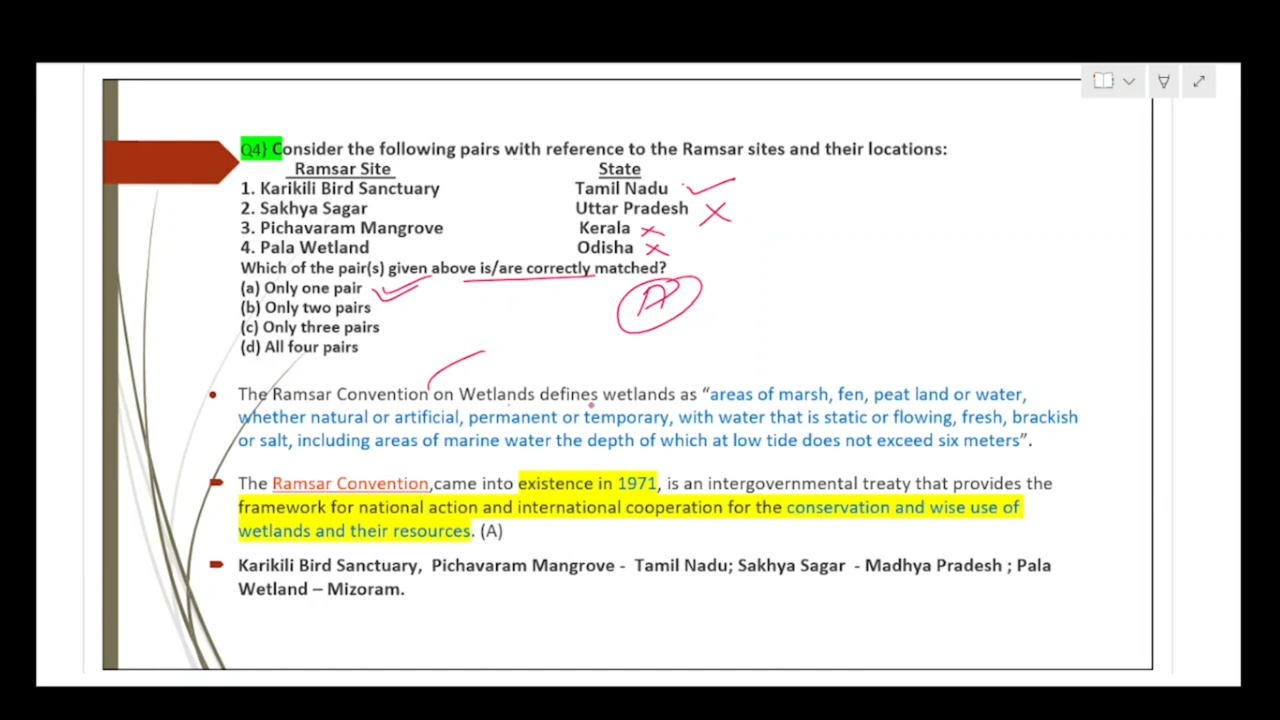 Q4} Consider the following pairs with reference to the Ramsar sites and their locations:
Ramsar Site State
1. Karikili Bird Sanctuary Tamil Nadu
2. Sakhya Sagar Uttar Pradesh
3. Pichavaram Mangrove Kerala
4. Pala Wetland Odisha
Which of the pair(s) given above is/are correctly matched?
(a) Only one pair
(b) Only two pairs
(c) Only three pairs
(d) All four pairs
A
The Ramsar Convention on Wetlands defines wetlands as “areas of marsh, fen, peat land or water,
whether natural or artificial, permanent or temporary, with water that is static or flowing, fresh, brackish
or salt, including areas of marine water the depth of which at low tide does not exceed six meters”.
The Ramsar Convention,came into existence in 1971, is an intergovernmental treaty that provides the
framework for national action and international cooperation for the conservation and wise use of
wetlands and their resources. (A)
Karikili Bird Sanctuary, Pichavaram Mangrove - Tamil Nadu; Sakhya Sagar - Madhya Pradesh ; Pala
Wetland – Mizoram.